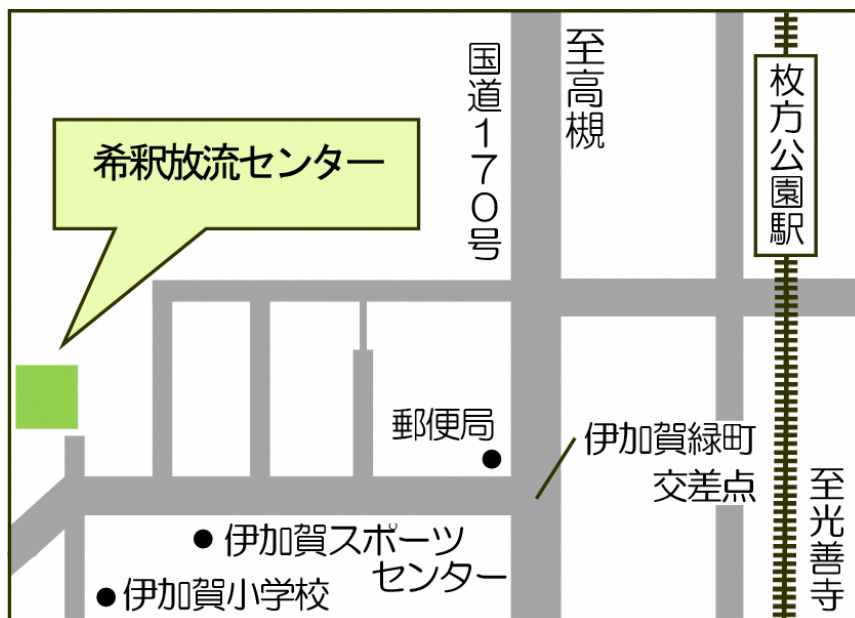 希釈放流センター
国道170号
至高槻
枚方公園駅
郵便局
伊加賀緑町
交差点
伊加賀スポーツ
センター
伊加賀小学校
至光善寺